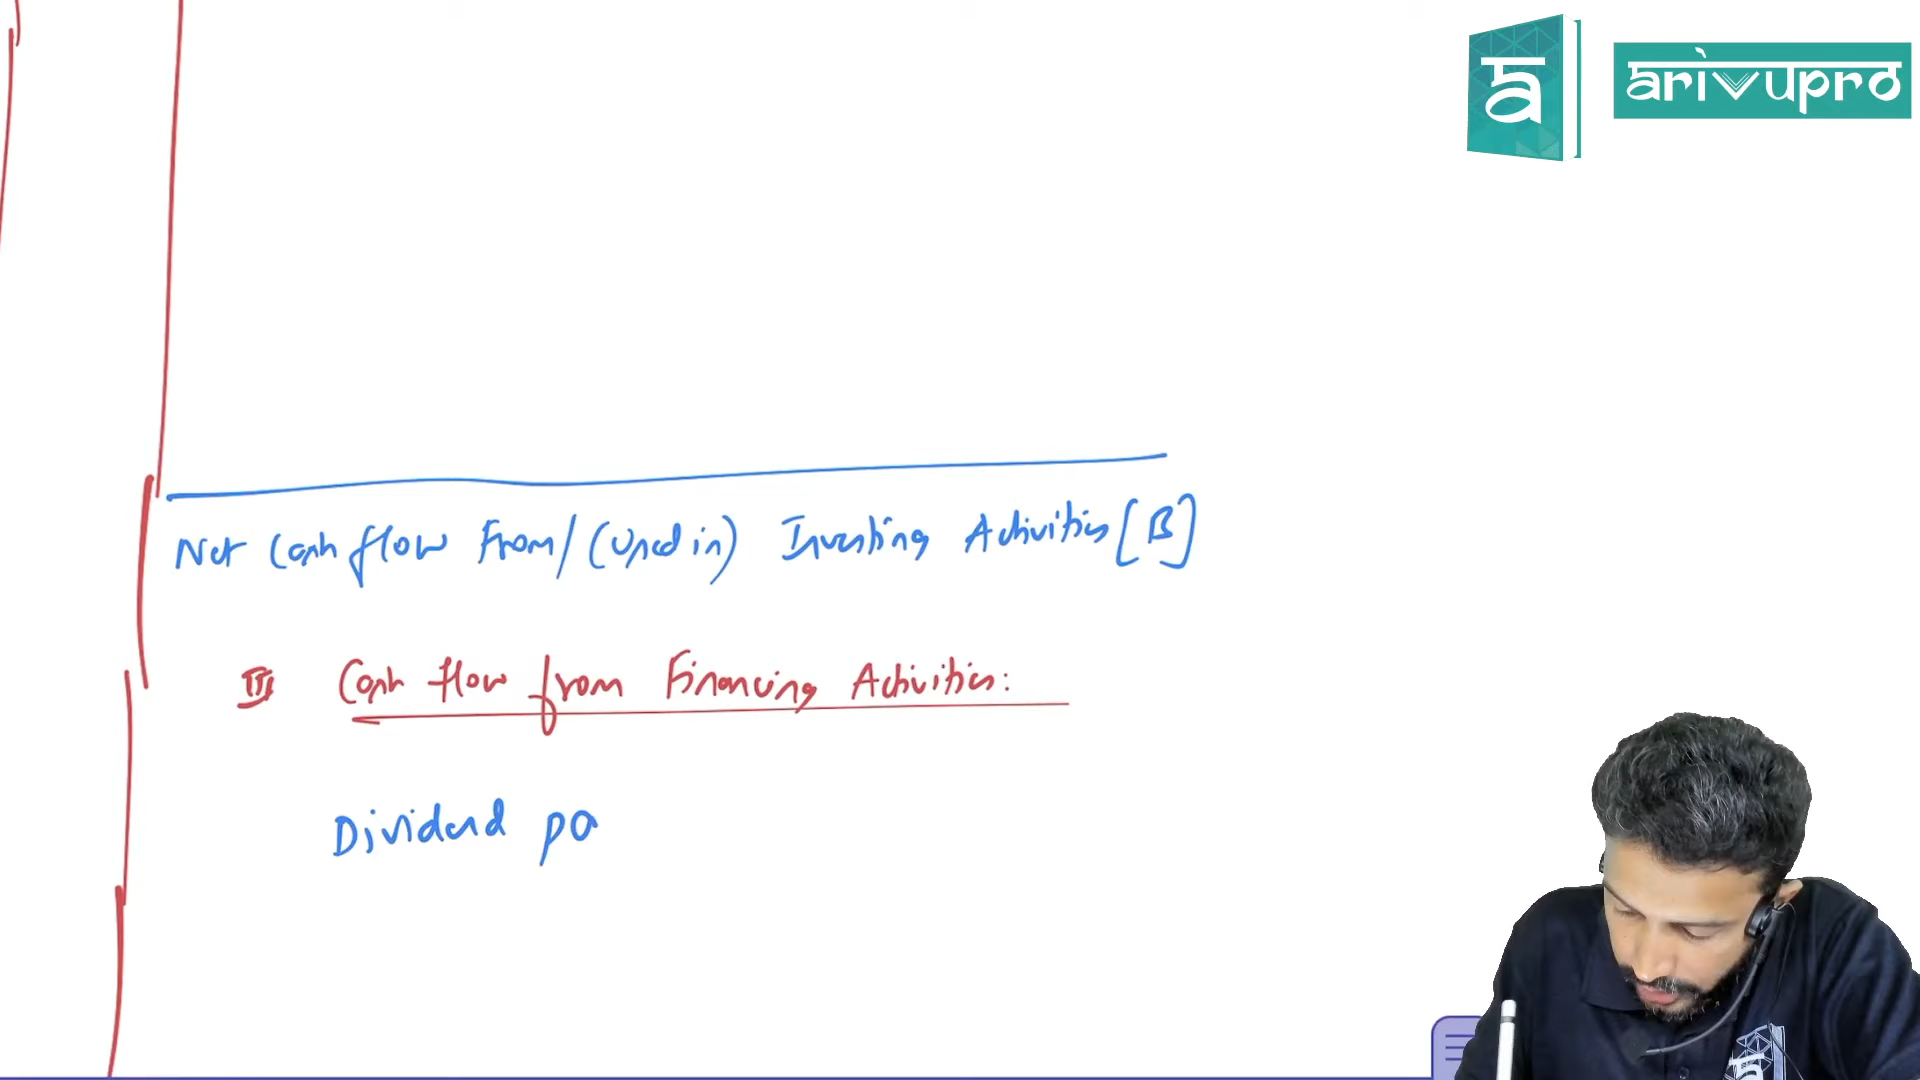 a arivupro
Net Cash flow From/(used in) Investing Activities [B]
III Cash flow from Financing Activities:
Dividend pa